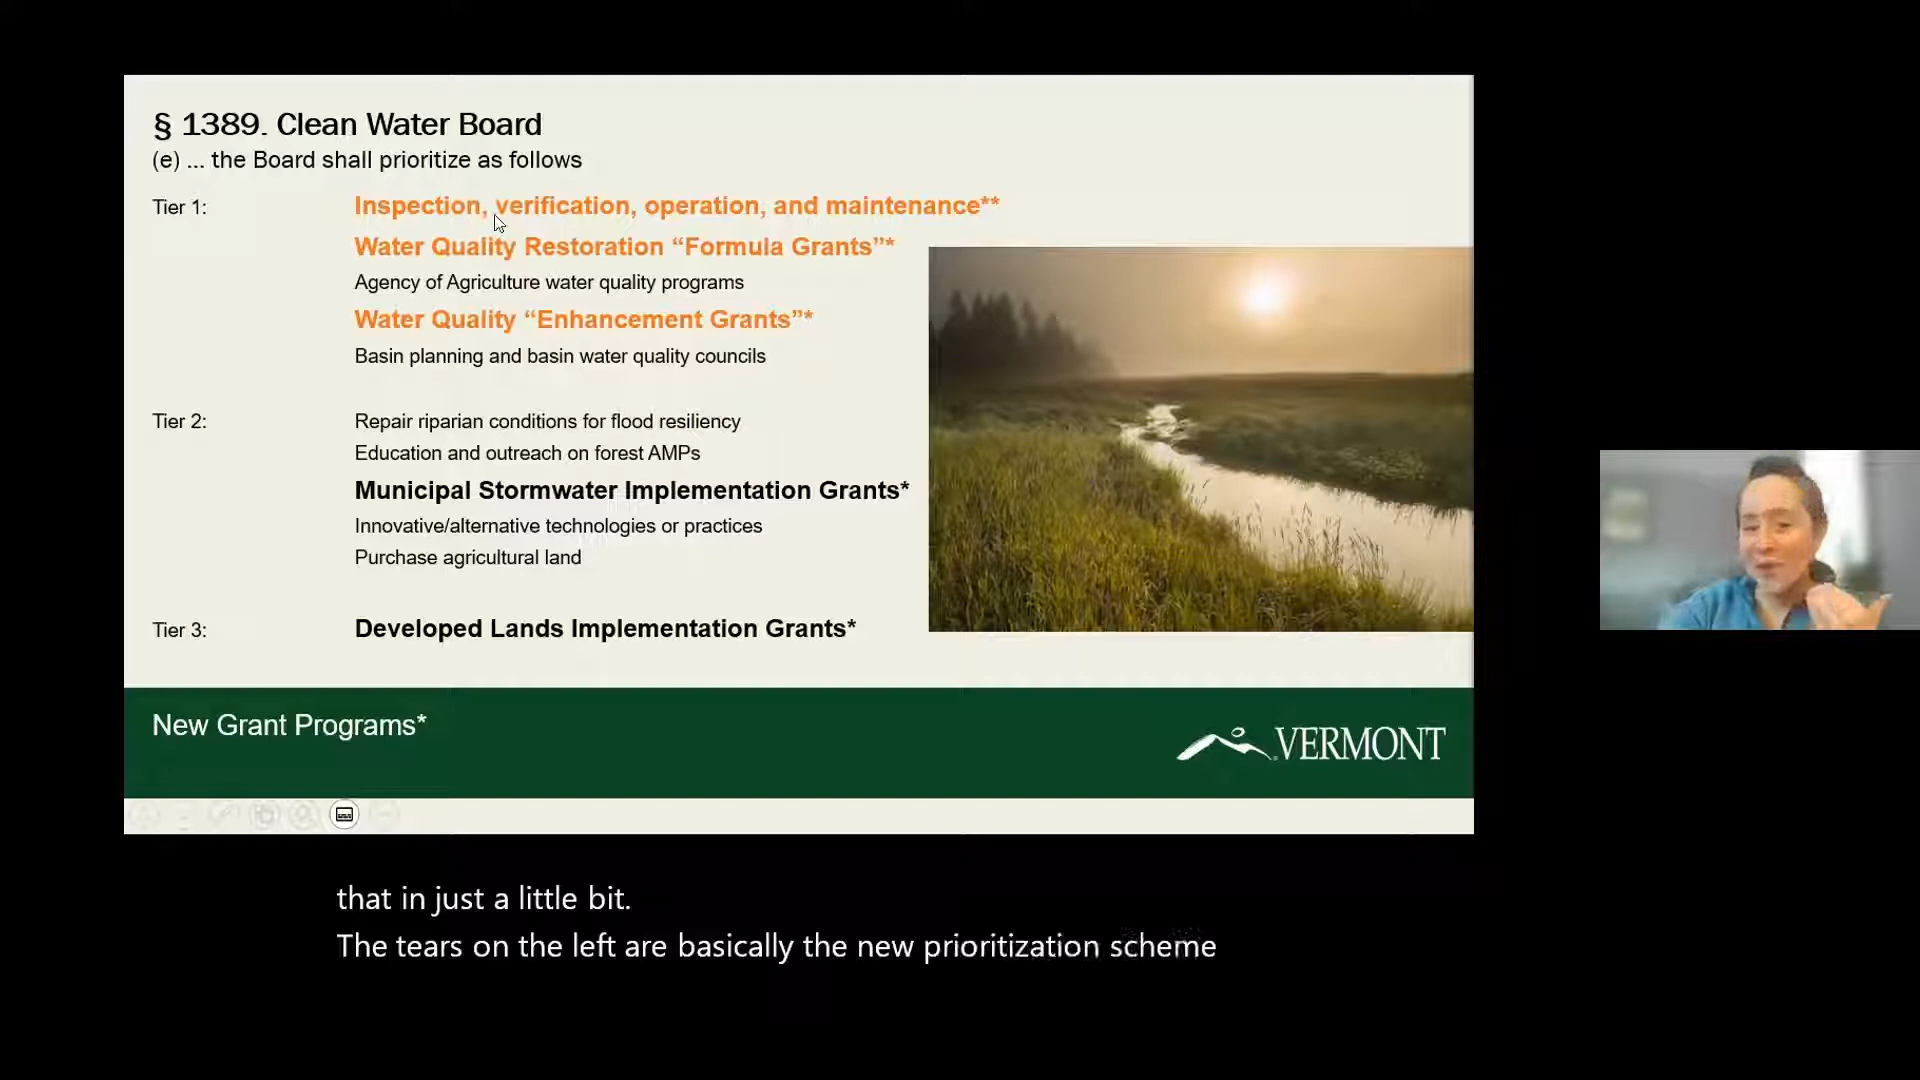 § 1389. Clean Water Board
(e) ... the Board shall prioritize as follows
Tier 1:
Inspection, verification, operation, and maintenance**
Water Quality Restoration “Formula Grants”*
Agency of Agriculture water quality programs
Water Quality “Enhancement Grants”*
Basin planning and basin water quality councils
Tier 2:
Repair riparian conditions for flood resiliency
Education and outreach on forest AMPs
Municipal Stormwater Implementation Grants*
Innovative/alternative technologies or practices
Purchase agricultural land
Tier 3:
Developed Lands Implementation Grants*
New Grant Programs*
VERMONT
that in just a little bit.
The tears on the left are basically the new prioritization scheme